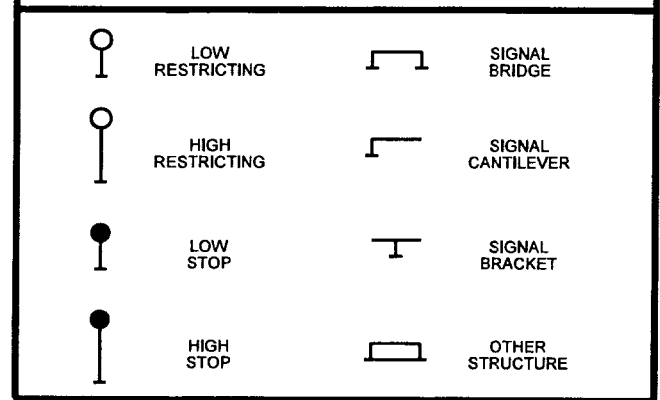 LOW
RESTRICTING
SIGNAL
BRIDGE
HIGH
RESTRICTING
SIGNAL
CANTILEVER
LOW
STOP
SIGNAL
BRACKET
HIGH
STOP
OTHER
STRUCTURE